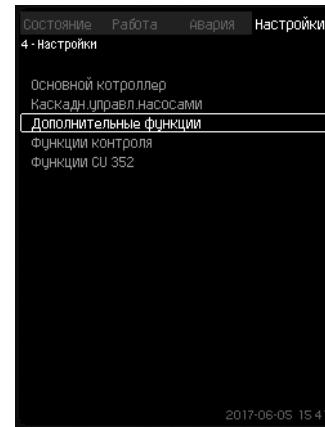 Состояние Работа Авария Настройки
4 - Настройки
Основной котроллер
Каскадн.управл.насосами
Дополнительные функции
Функции контроля
Функции CU 352
2017-06-05 15:4